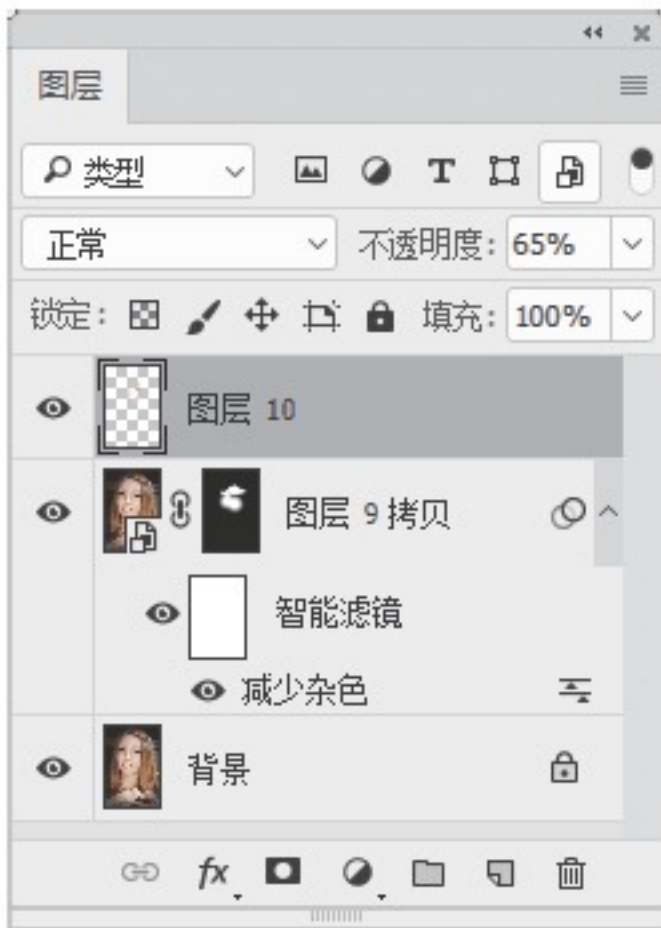 图层
类型
正常 不透明度: 65%
锁定: 填充: 100%
图层 10
图层 9 拷贝
智能滤镜
减少杂色
背景
fx